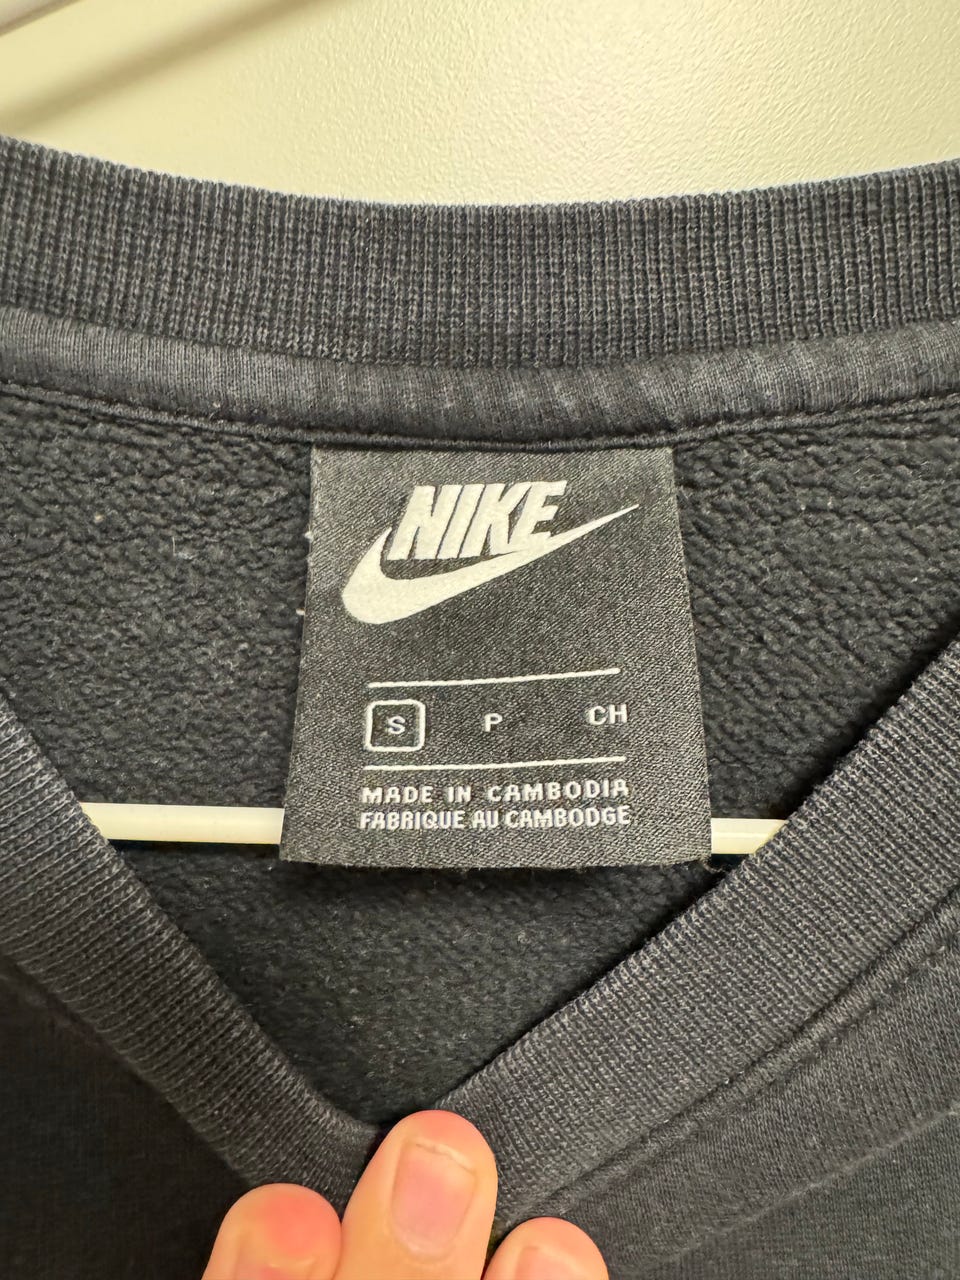 NIKE
S P CH
MADE IN CAMBODIA
FABRIQUE AU CAMBODGE